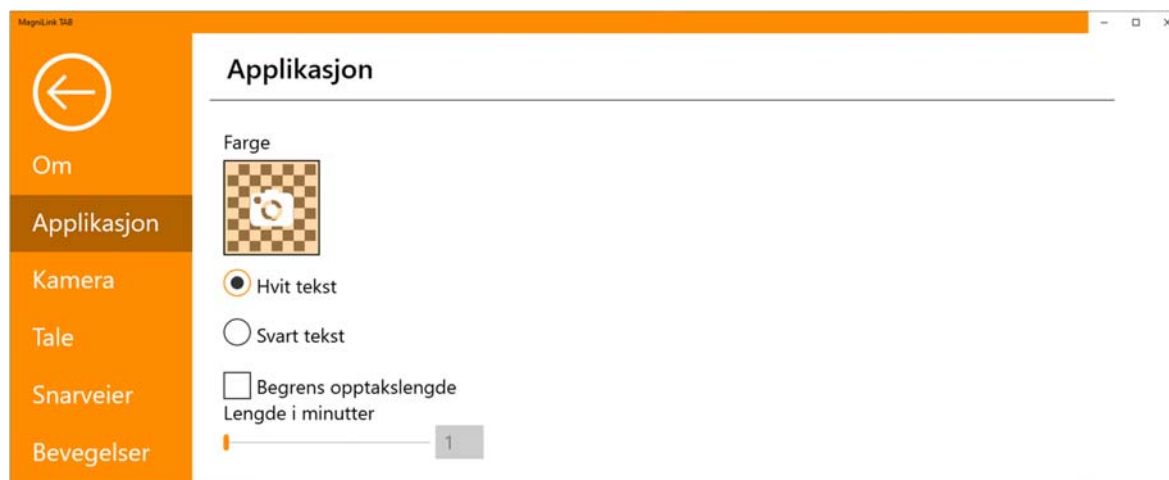 MagniLink TAB
Applikasjon
Om
Applikasjon
Kamera
Tale
Snarveier
Bevegelser
Farge
Hvit tekst
Svart tekst
Begrens opptakslengde
Lengde i minutter
1